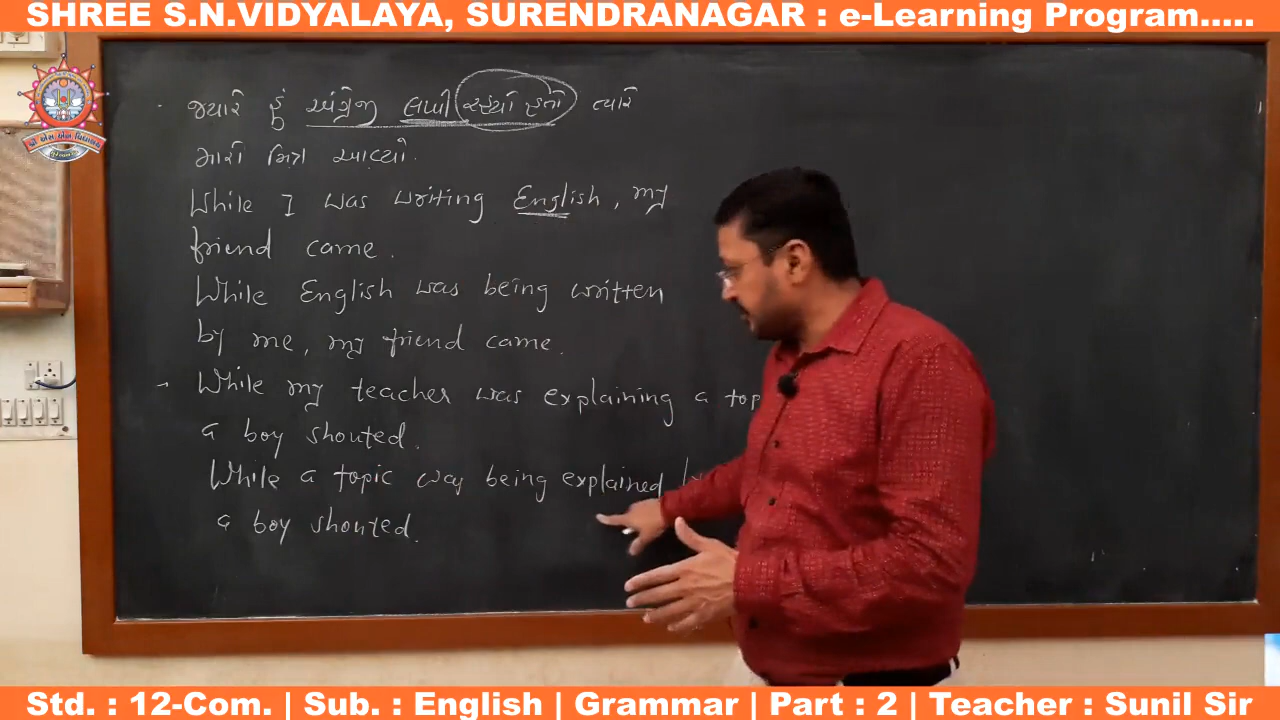 SHREE S.N.VIDYALAYA, SURENDRANAGAR : e-Learning Program.....
જ્યારે હું અંગ્રેજી લખી રહ્યો હતો ત્યારે
મારો મિત્ર આવ્યો.
While I was writing English, my
friend came.
While English was being written
by me, my friend came.
- While my teacher was explaining a top
a boy shouted.
While a topic was being explained b
a boy shouted.
Std. : 12-Com. | Sub. : English | Grammar | Part : 2 | Teacher : Sunil Sir